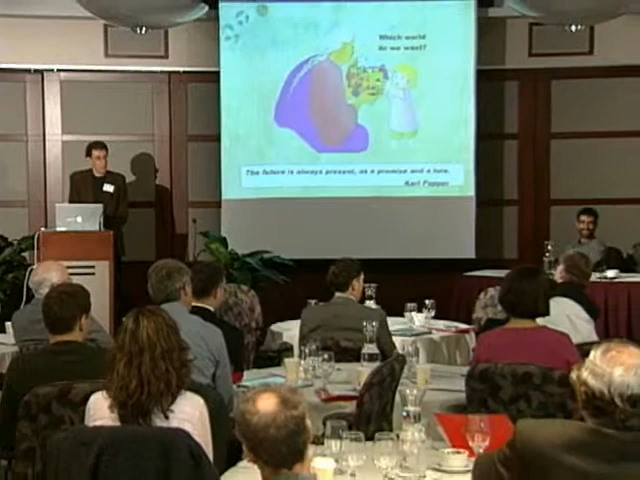 Which world
do we want?
The future is always present, as a promise and a lure.
Karl Popper